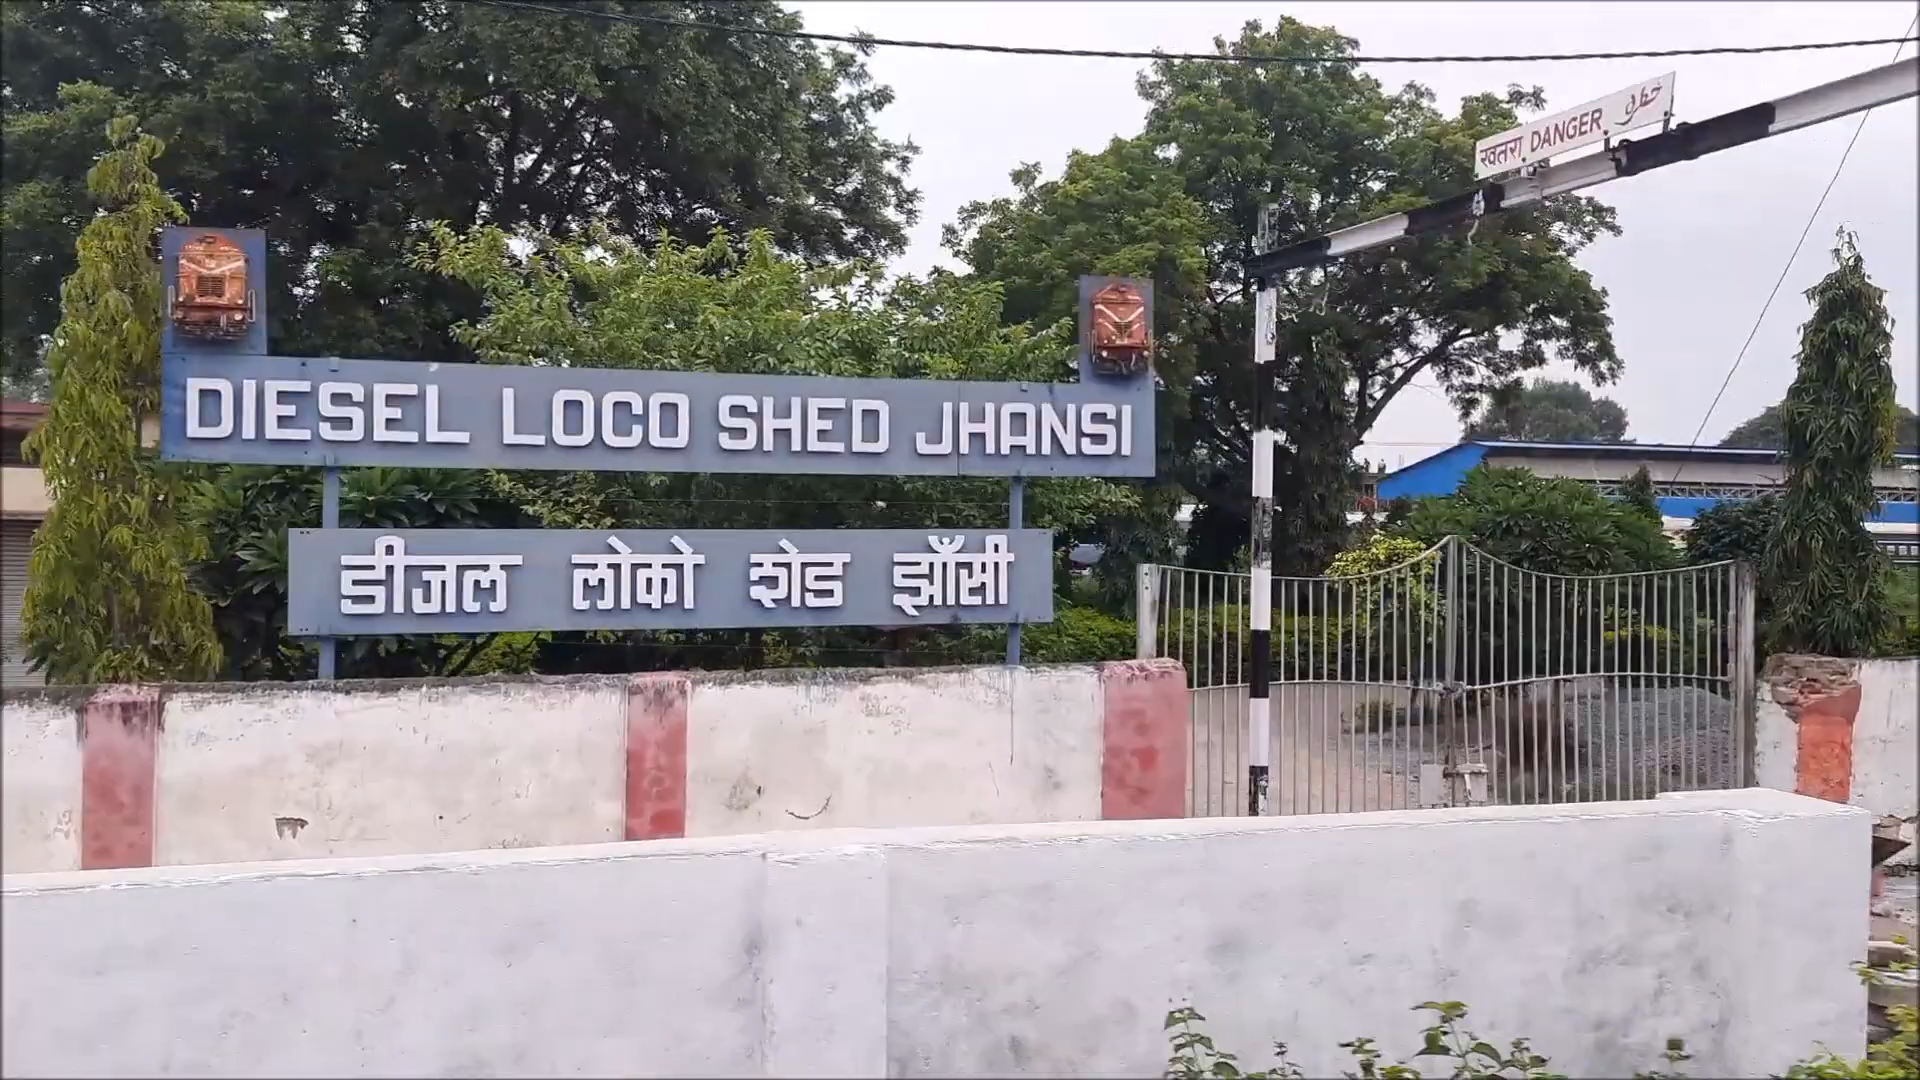 DIESEL LOCO SHED JHANSI
डीजल लोको शेड झाँसी
खतरा DANGER خطرہ